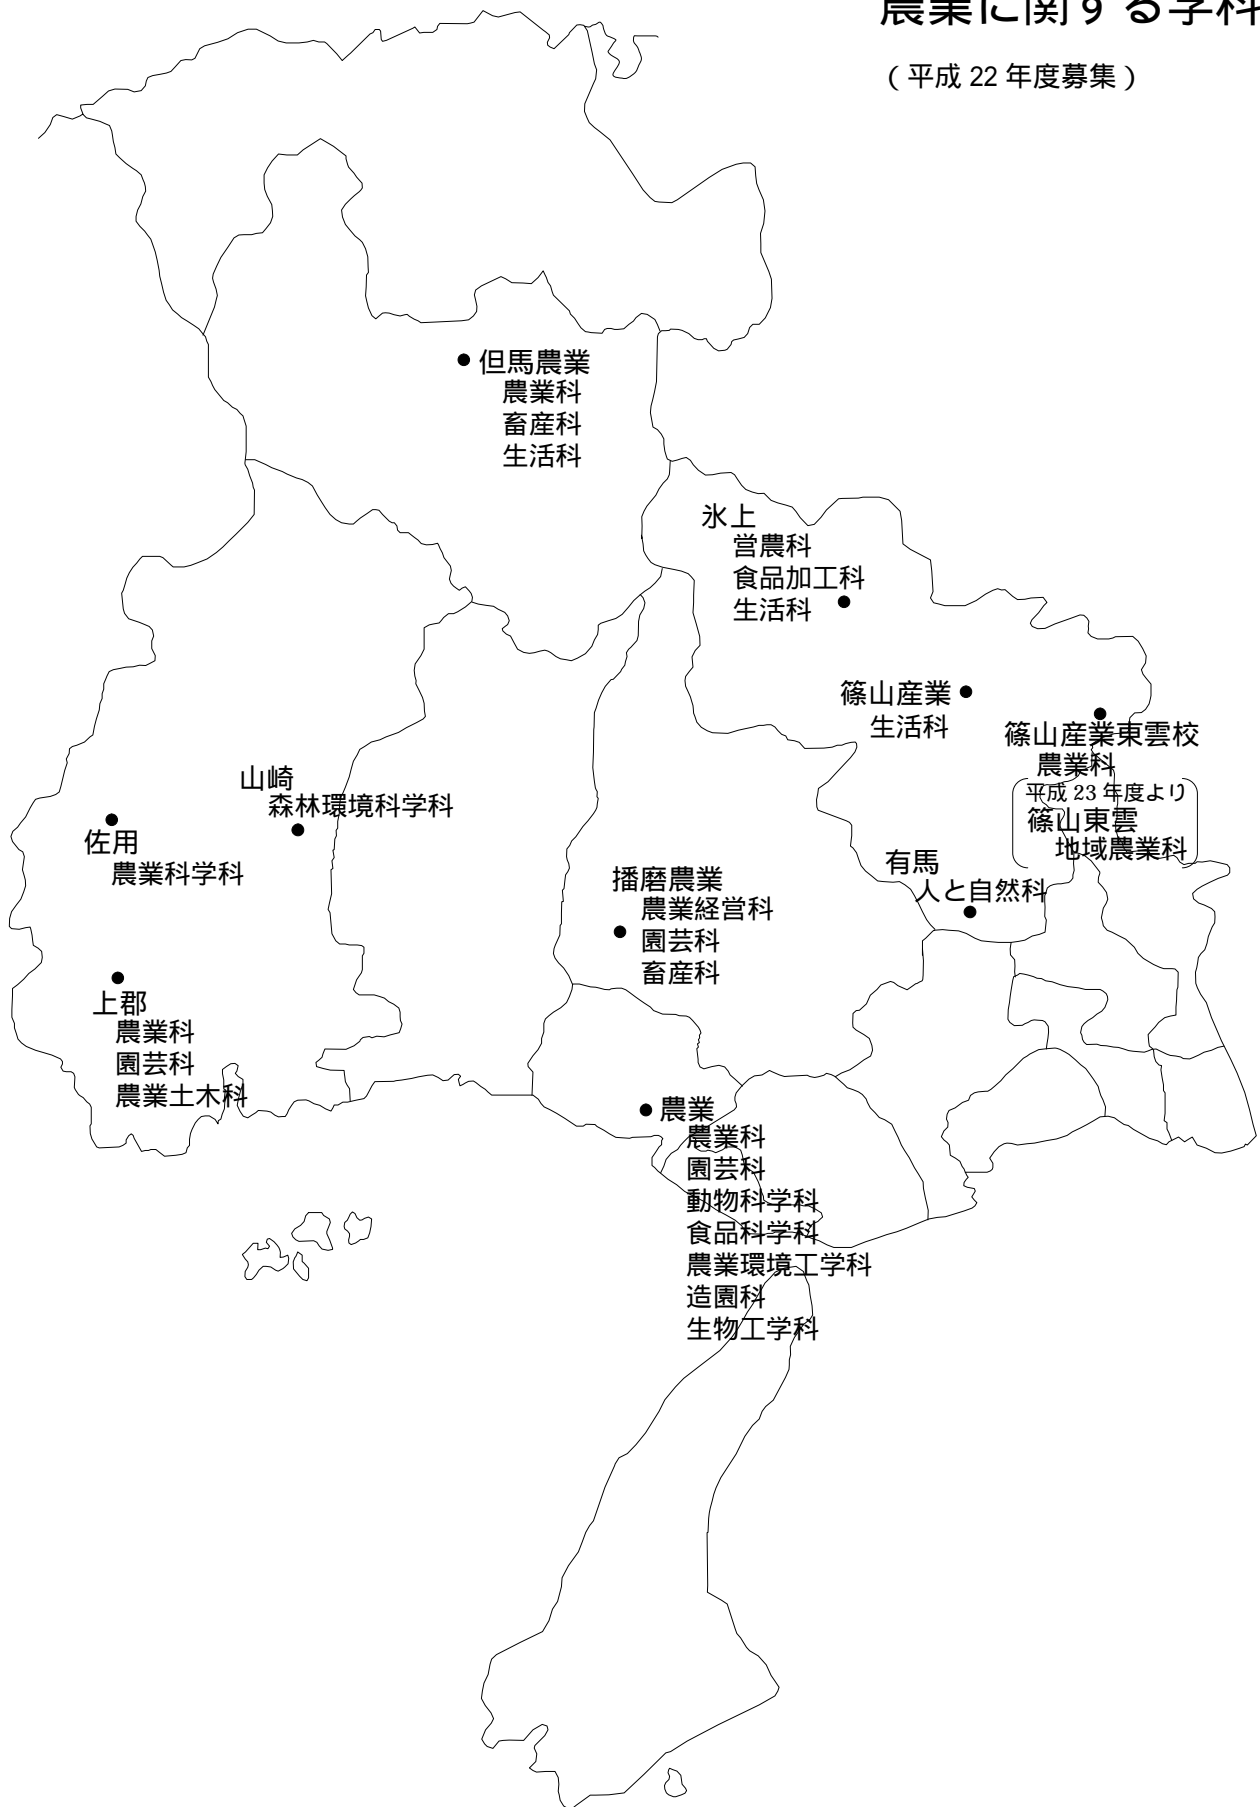 農業に関する学科
（平成 22 年度募集）
但馬農業
農業科
畜産科
生活科
氷上
営農科
食品加工科
生活科
篠山産業
生活科
篠山産業東雲校
農業科
平成 23 年度より
篠山東雲
地域農業科
山崎
森林環境科学科
佐用
農業科学科
有馬
人と自然科
播磨農業
農業経営科
園芸科
畜産科
上郡
農業科
園芸科
農業土木科
農業
農業科
園芸科
動物科学科
食品科学科
農業環境工学科
造園科
生物工学科